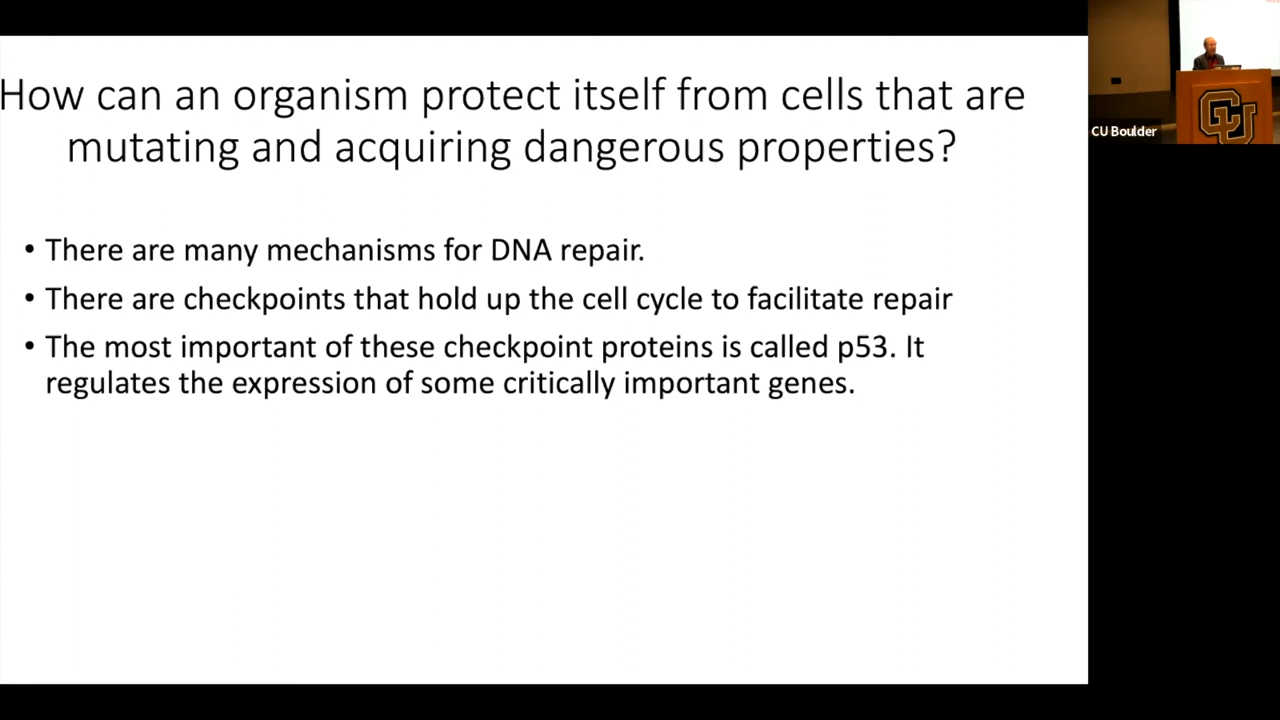 How can an organism protect itself from cells that are
mutating and acquiring dangerous properties?
• There are many mechanisms for DNA repair.
• There are checkpoints that hold up the cell cycle to facilitate repair
• The most important of these checkpoint proteins is called p53. It
regulates the expression of some critically important genes.
CU Boulder
CU